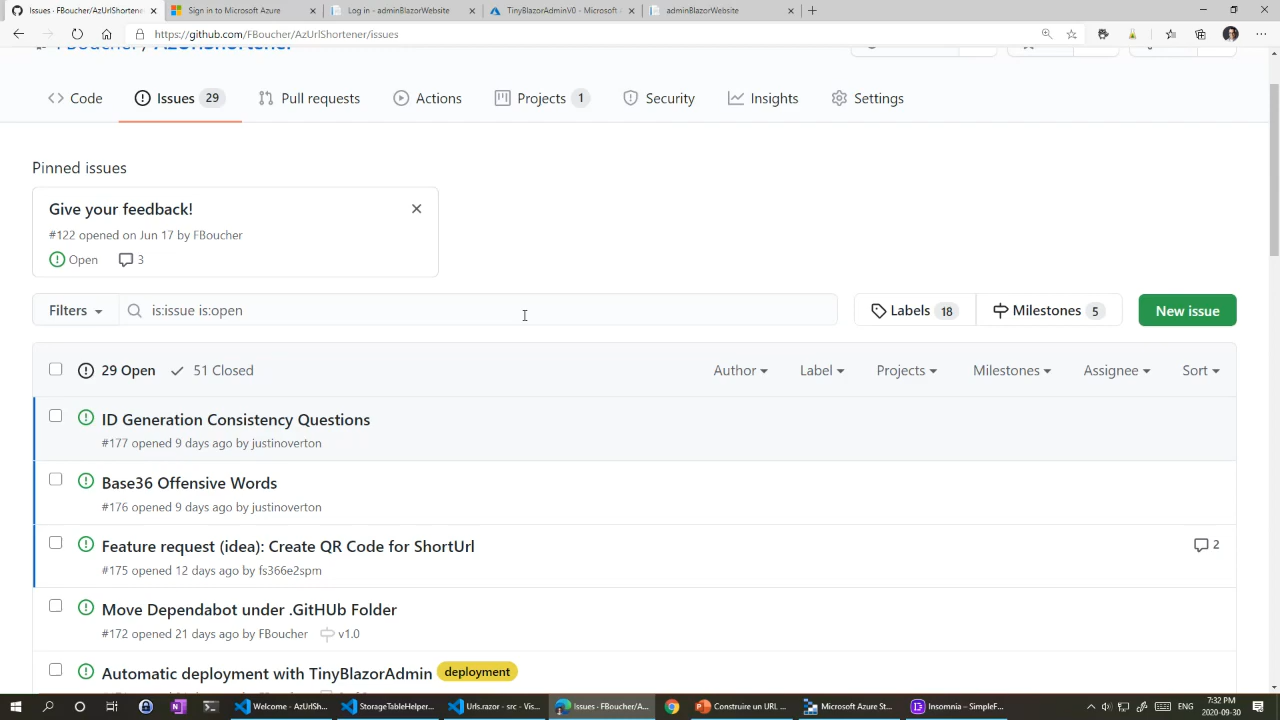 Issues · FBoucher/AzUrlShortene
Sign in to Microsoft Azure
Log in - adminBlazorWebsite
TinyBlazorAdminV0 - Microsoft
adminBlazorWebsite
https://github.com/FBoucher/AzUrlShortener/issues
FBoucher / AzUrlShortener
Code
Issues 29
Pull requests
Actions
Projects 1
Security
Insights
Settings
Pinned issues
Give your feedback!
#122 opened on Jun 17 by FBoucher
Open 3
Filters is:issue is:open Labels 18 Milestones 5 New issue
29 Open 51 Closed Author Label Projects Milestones Assignee Sort
ID Generation Consistency Questions
#177 opened 9 days ago by justinoverton
Base36 Offensive Words
#176 opened 9 days ago by justinoverton
Feature request (idea): Create QR Code for ShortUrl 2
#175 opened 12 days ago by fs366e2spm
Move Dependabot under .GitHUb Folder
#172 opened 21 days ago by FBoucher v1.0
Automatic deployment with TinyBlazorAdmin deployment
Welcome - AzUrlSh...
StorageTableHelper...
Urls.razor - src - Vis...
Issues · FBoucher/A...
Construire un URL ...
Microsoft Azure St...
Insomnia – SimpleF...
ENG
7:32 PM
2020-09-30